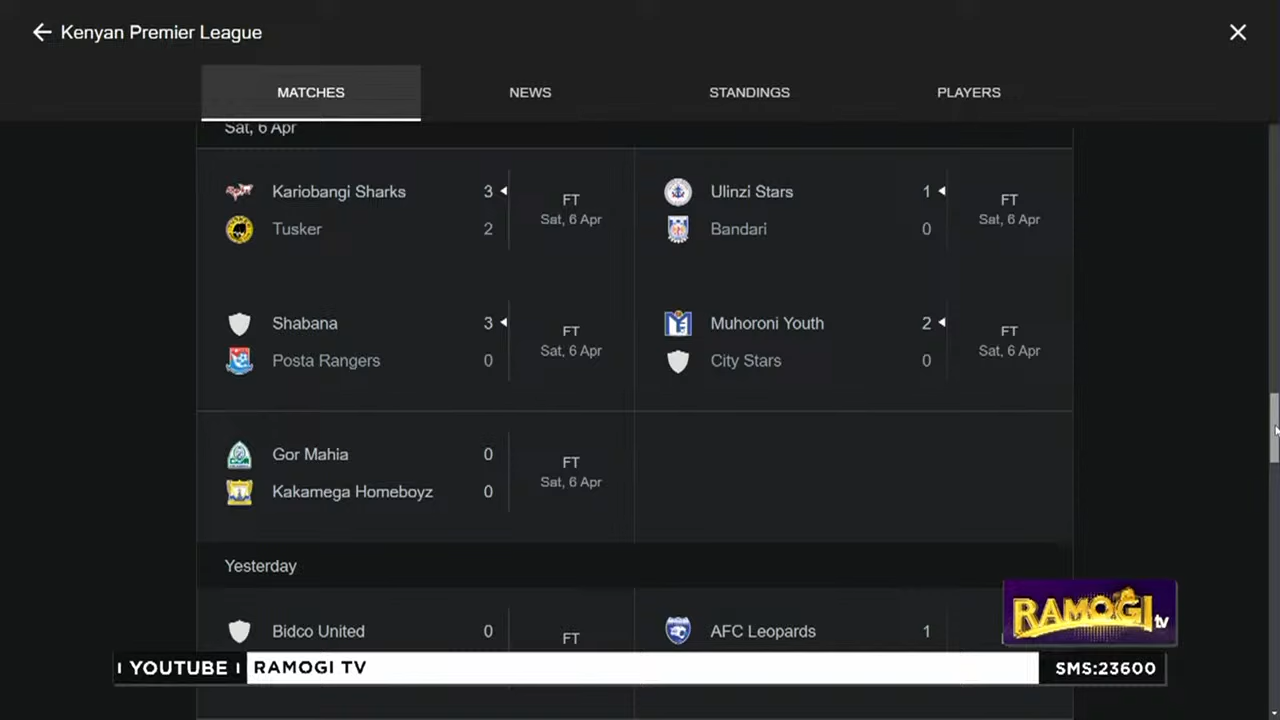 Kenyan Premier League
MATCHES
NEWS
STANDINGS
PLAYERS
Sat, 6 Apr
Kariobangi Sharks 3
Tusker 2
FT
Sat, 6 Apr
Ulinzi Stars 1
Bandari 0
FT
Sat, 6 Apr
Shabana 3
Posta Rangers 0
FT
Sat, 6 Apr
Muhoroni Youth 2
City Stars 0
FT
Sat, 6 Apr
Gor Mahia 0
Kakamega Homeboyz 0
FT
Sat, 6 Apr
Yesterday
Bidco United 0
FT
AFC Leopards 1
RAMOGI tv
YOUTUBE
RAMOGI TV
SMS:23600